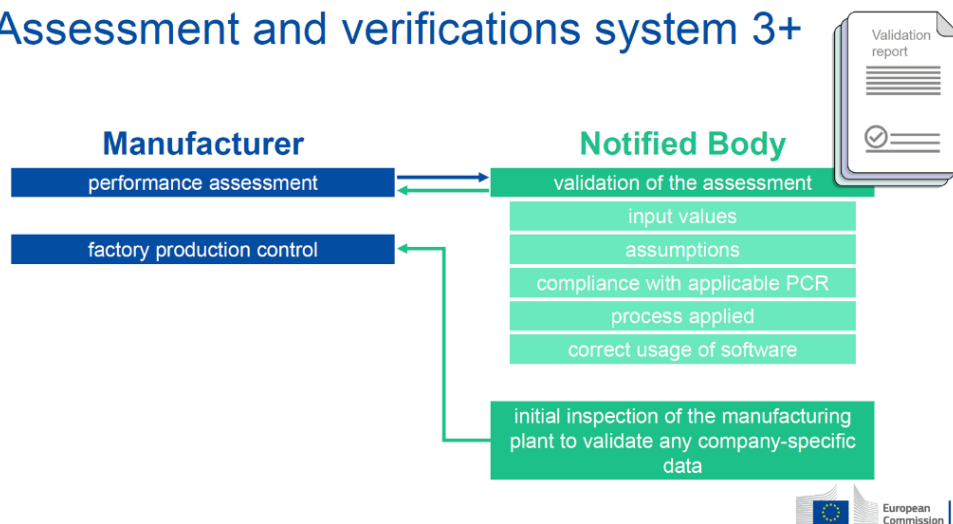 Assessment and verifications system 3+
Validation
report
Manufacturer
Notified Body
performance assessment
validation of the assessment
input values
factory production control
assumptions
compliance with applicable PCR
process applied
correct usage of software
initial inspection of the manufacturing
plant to validate any company-specific
data
European
Commission